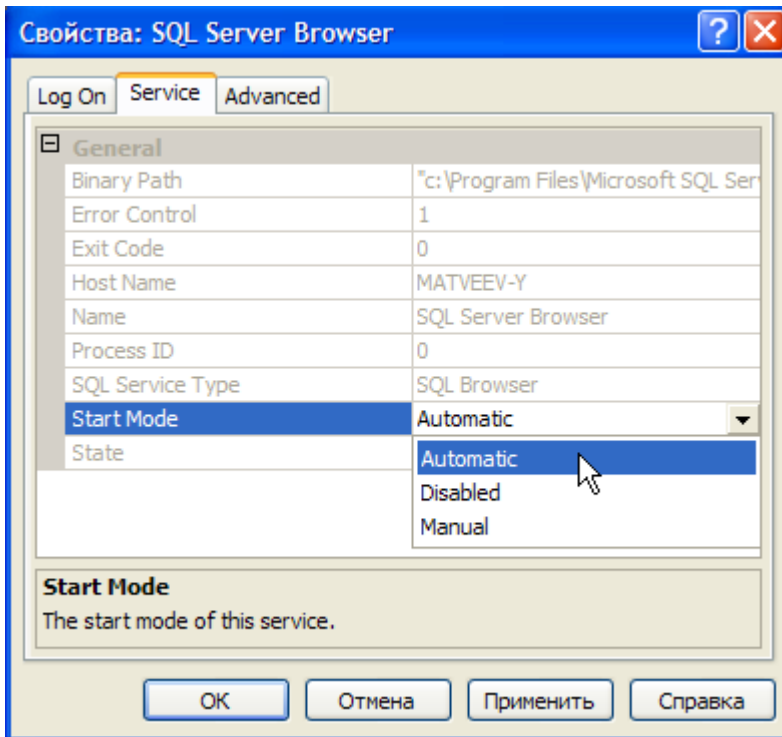 Свойства: SQL Server Browser
Log On Service Advanced
General
Binary Path "c:\Program Files\Microsoft SQL Ser
Error Control 1
Exit Code 0
Host Name MATVEEV-Y
Name SQL Server Browser
Process ID 0
SQL Service Type SQL Browser
Start Mode Automatic
State Automatic
Disabled
Manual
Start Mode
The start mode of this service.
ОК Отмена Применить Справка